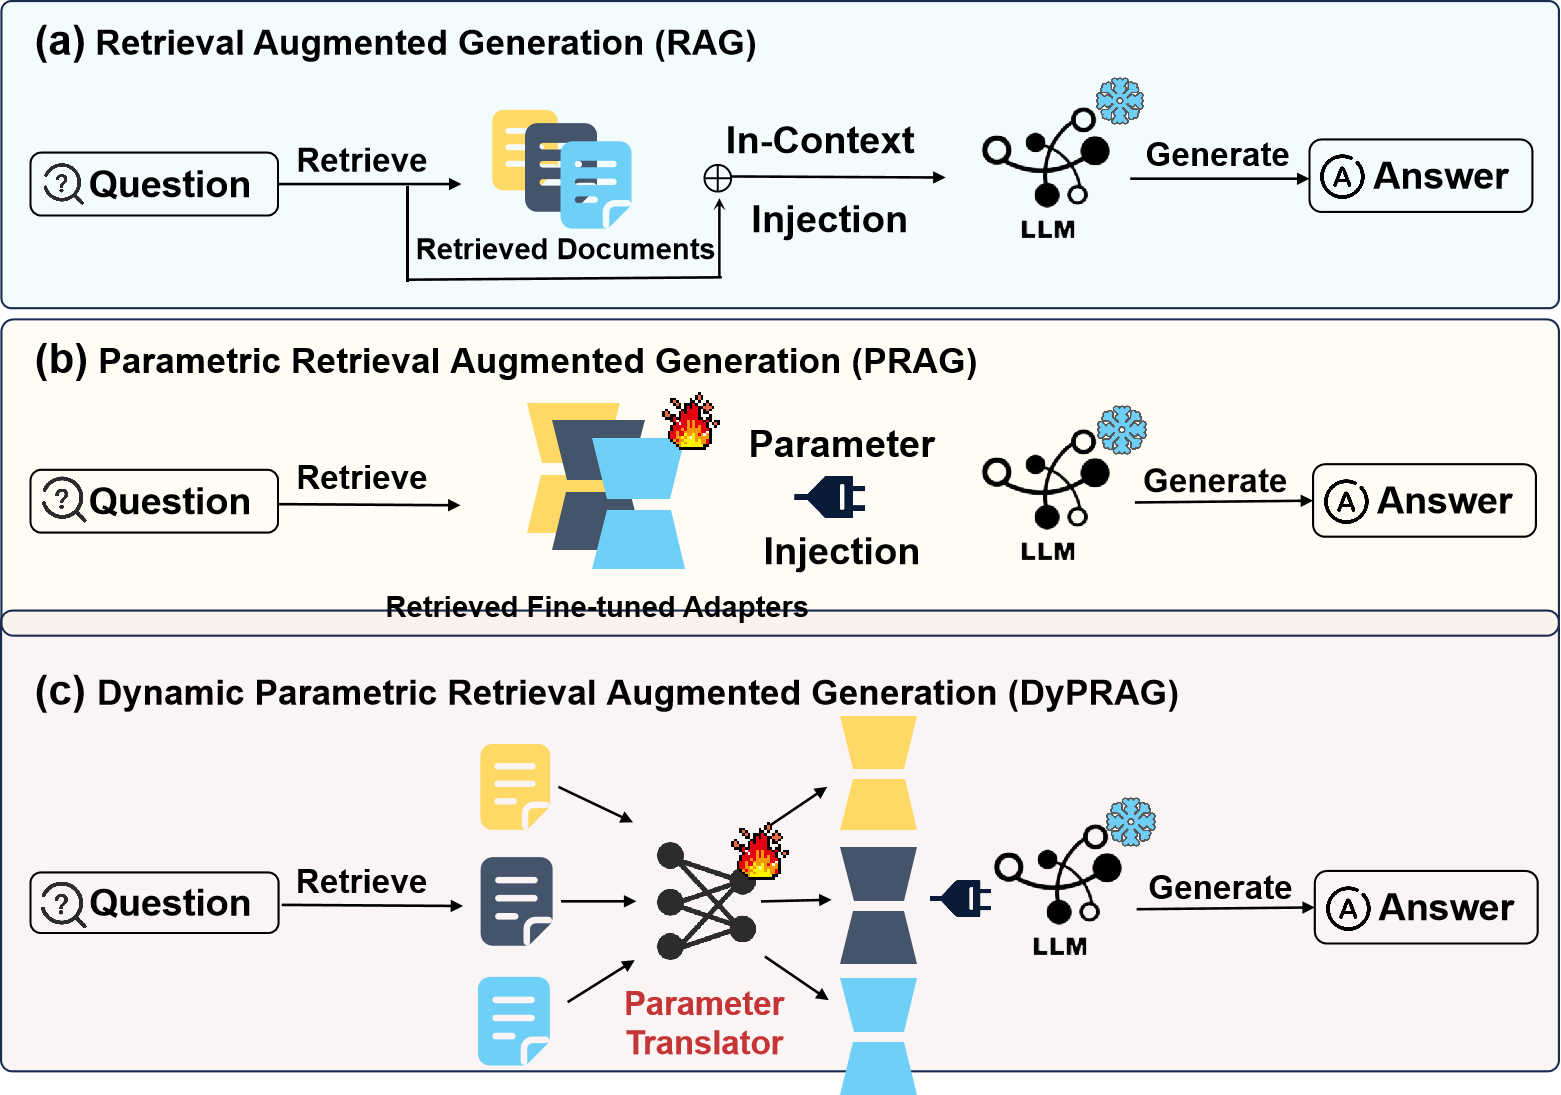 (a) Retrieval Augmented Generation (RAG)
? Question
Retrieve
Retrieved Documents
In-Context
Injection
LLM
Generate
A Answer
(b) Parametric Retrieval Augmented Generation (PRAG)
? Question
Retrieve
Retrieved Fine-tuned Adapters
Parameter
Injection
LLM
Generate
A Answer
(c) Dynamic Parametric Retrieval Augmented Generation (DyPRAG)
? Question
Retrieve
Parameter
Translator
LLM
Generate
A Answer